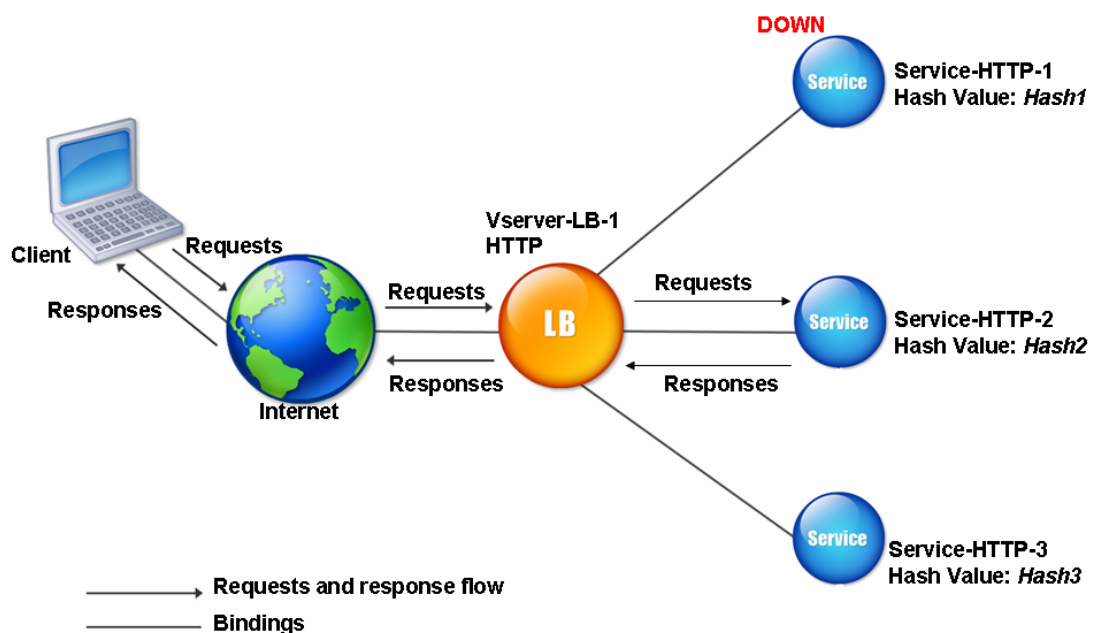 DOWN
Service
Service-HTTP-1
Hash Value: Hash1
Vserver-LB-1
HTTP
Client
Requests
Responses
Internet
Requests
Responses
LB
Requests
Responses
Service
Service-HTTP-2
Hash Value: Hash2
Service
Service-HTTP-3
Hash Value: Hash3
Requests and response flow
Bindings